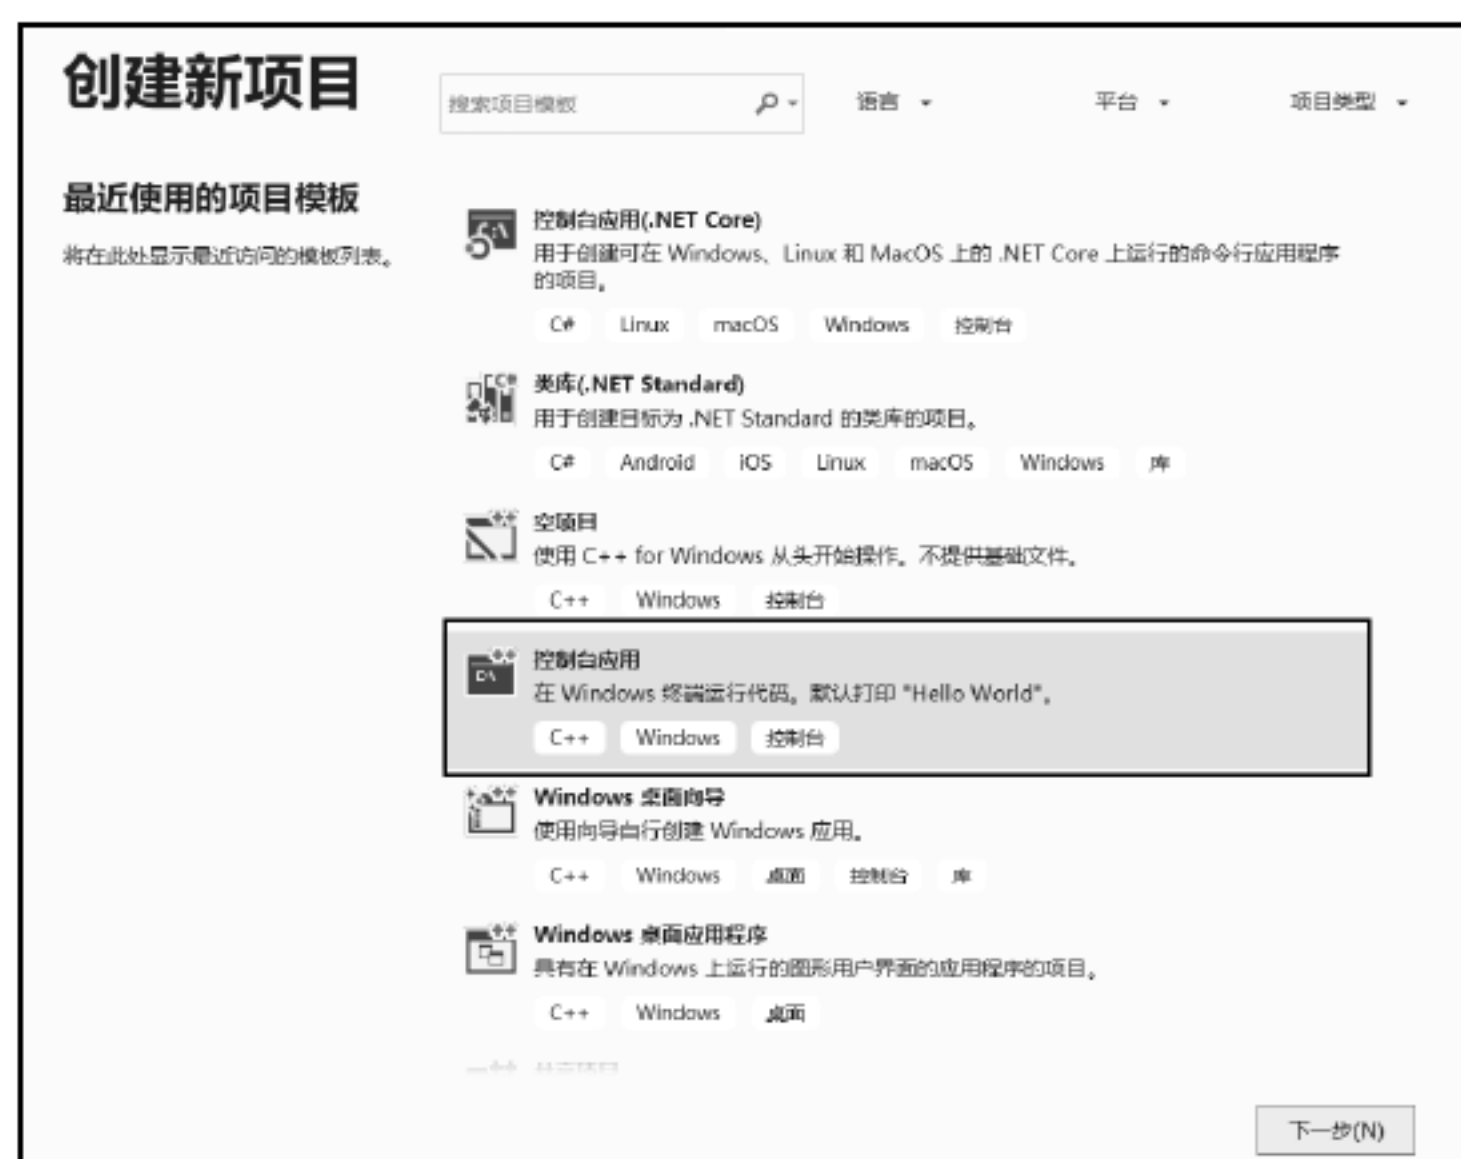 创建新项目
搜索项目模板
语言
平台
项目类型
最近使用的项目模板
将在此处显示最近访问的模板列表。
控制台应用(.NET Core)
用于创建可在 Windows、Linux 和 MacOS 上的 .NET Core 上运行的命令行应用程序
的项目。
C# Linux macOS Windows 控制台
类库(.NET Standard)
用于创建目标为 .NET Standard 的类库的项目。
C# Android iOS Linux macOS Windows 库
空项目
使用 C++ for Windows 从头开始操作。不提供基础文件。
C++ Windows 控制台
控制台应用
在 Windows 终端运行代码。默认打印 "Hello World"。
C++ Windows 控制台
Windows 桌面向导
使用向导自行创建 Windows 应用。
C++ Windows 桌面 控制台 库
Windows 桌面应用程序
具有在 Windows 上运行的图形用户界面的应用程序的项目。
C++ Windows 桌面
下一步(N)